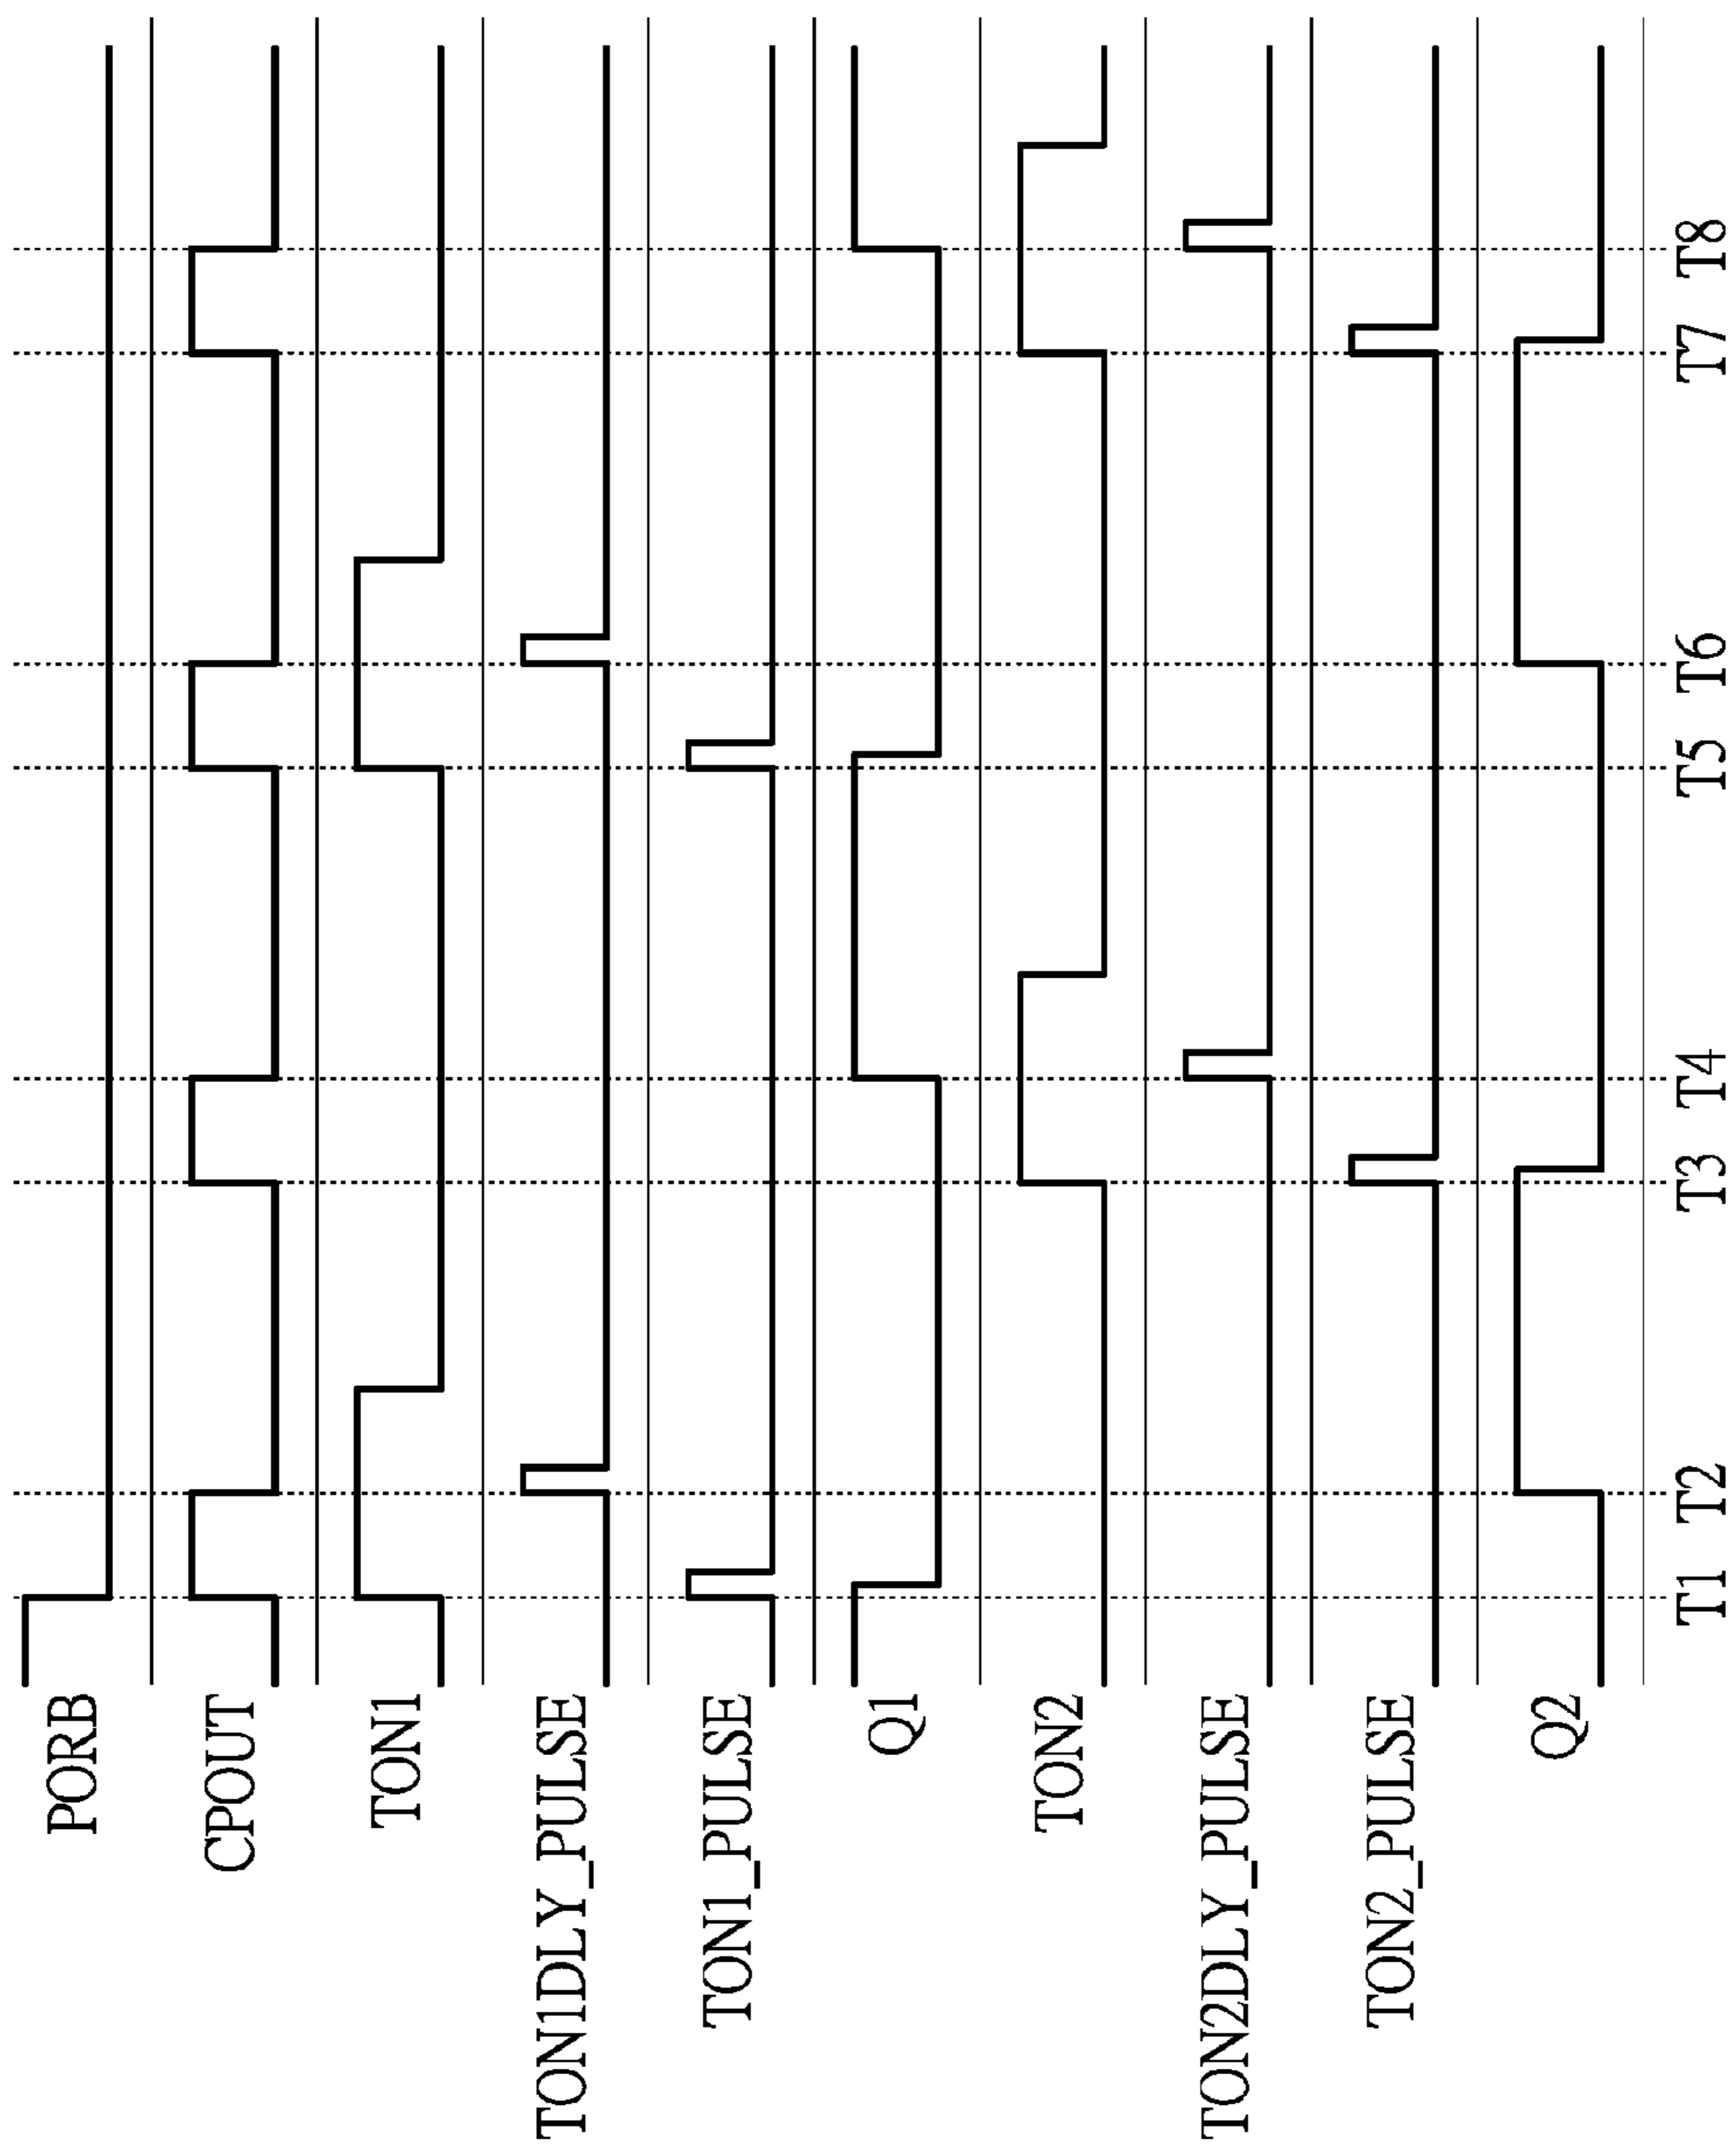 PORB
CPOUT
TON1
TON1DLY_PULSE
TON1_PULSE
Q1
TON2
TON2DLY_PULSE
TON2_PULSE
Q2
T1 T2 T3 T4 T5 T6 T7 T8